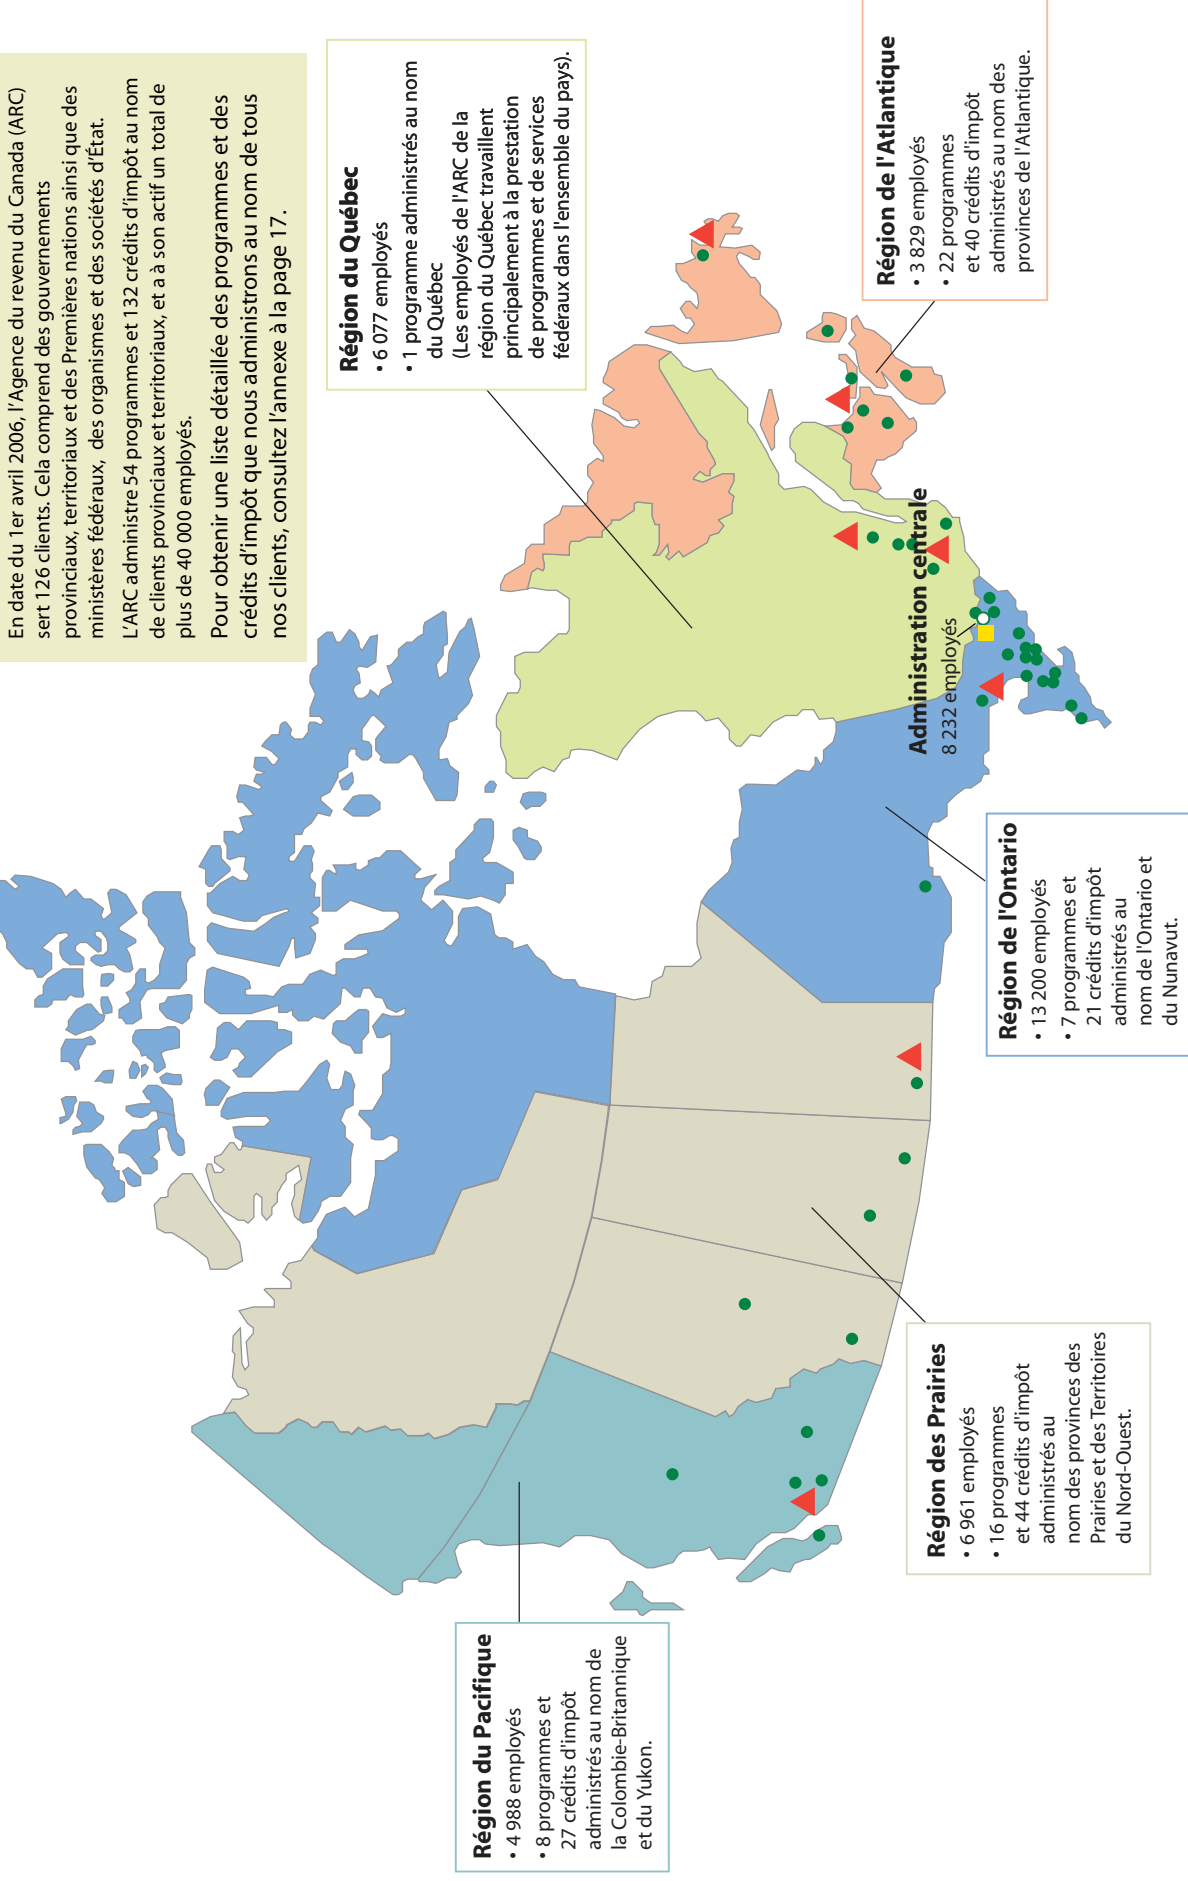 En date du 1er avril 2006, l'Agence du revenu du Canada (ARC)
sert 126 clients. Cela comprend des gouvernements
provinciaux, territoriaux et des Premières nations ainsi que des
ministères fédéraux, des organismes et des sociétés d'État.
L'ARC administre 54 programmes et 132 crédits d'impôt au nom
de clients provinciaux et territoriaux, et à son actif un total de
plus de 40 000 employés.
Pour obtenir une liste détaillée des programmes et des
crédits d'impôt que nous administrons au nom de tous
nos clients, consultez l'annexe à la page 17.
Région du Pacifique
• 4 988 employés
• 8 programmes et
27 crédits d'impôt
administrés au nom de
la Colombie-Britannique
et du Yukon.
Région des Prairies
• 6 961 employés
• 16 programmes
et 44 crédits d'impôt
administrés au
nom des provinces des
Prairies et des Territoires
du Nord-Ouest.
Région de l'Ontario
• 13 200 employés
• 7 programmes et
21 crédits d'impôt
administrés au
nom de l'Ontario et
du Nunavut.
Administration centrale
8 232 employés
Région du Québec
• 6 077 employés
• 1 programme administrés au nom
du Québec
(Les employés de l'ARC de la
région du Québec travaillent
principalement à la prestation
de programmes et de services
fédéraux dans l'ensemble du pays).
Région de l'Atlantique
• 3 829 employés
• 22 programmes
et 40 crédits d'impôt
administrés au nom des
provinces de l'Atlantique.